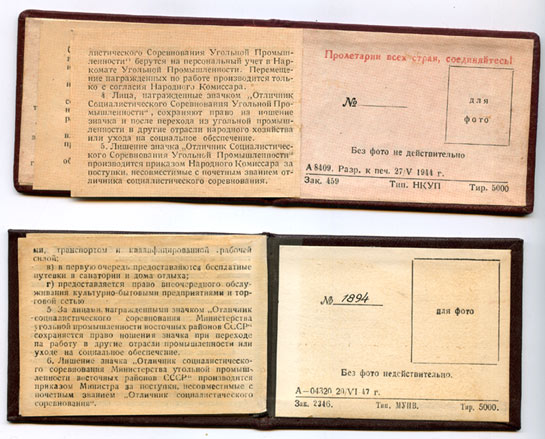 листического Соревнования Угольной Промыш-
ленности" берутся на персональный учет в Нар-
комате Угольной Промышленности. Перемеще-
ние награжденных по работе производится толь-
ко с согласия Народного Комиссара.
4. Лица, награжденные значком „Отличник
Социалистического Соревнования Угольной Про-
мышленности", сохраняют право на ношение
значка и после перехода из угольной промыш-
ленности в другие отрасли народного хозяйства
или ухода на социальное обеспечение.
5. Лишение значка „Отличник Социалистичес-
кого Соревнования Угольной Промышленности"
производится приказом Народного Комиссара за
поступки, несовместимые с почетным званием от-
личника социалистического соревнования.
Пролетарии всех стран, соединяйтесь!
№
для
фото
Без фото не действительно
А 8409. Разр. к печ. 27/V 1944 г.
Зак. 459 Тип. НКУП Тир. 5000
ми, транспортом и квалифицированной рабочей
силой;
в) в первую очередь предоставляются бесплатные
путевки в санатории и дома отдыха;
г) предоставляется право внеочередного обслу-
живания культурно-бытовыми предприятиями и тор-
говой сетью
5. За лицами, награжденными значком „Отличник
социалистического соревнования Министерства
угольной промышленности восточных районов СССР"
сохраняется право ношения значка при переходе
на работу в другие отрасли промышленности или
уходе на социальное обеспечение.
6. Лишение значка „Отличник социалистическо-
го соревнования Министерства угольной промыш-
ленности восточных районов СССР" производится
приказом Министра за поступки, несовместимые с
почетным званием „Отличник социалистического
соревнования".
№ 1894
для фото
Без фото недействительно.
А—04320 29/VI 47 г.
Зак. 2346. Тип. МУПВ. Тир. 5000.